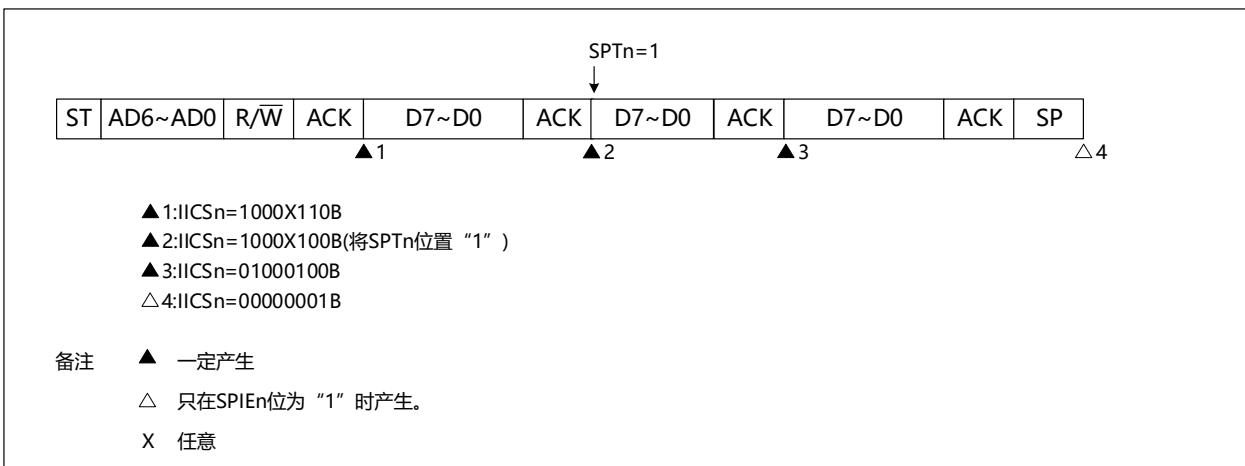 SPTn=1
ST AD6~AD0 R/W̅ ACK D7~D0 ACK D7~D0 ACK D7~D0 ACK SP
▲1 ▲2 ▲3 △4
▲1:IICSn=1000X110B
▲2:IICSn=1000X100B(将SPTn位置“1”)
▲3:IICSn=01000100B
△4:IICSn=00000001B
备注 ▲ 一定产生
△ 只在SPIEn位为“1”时产生。
X 任意